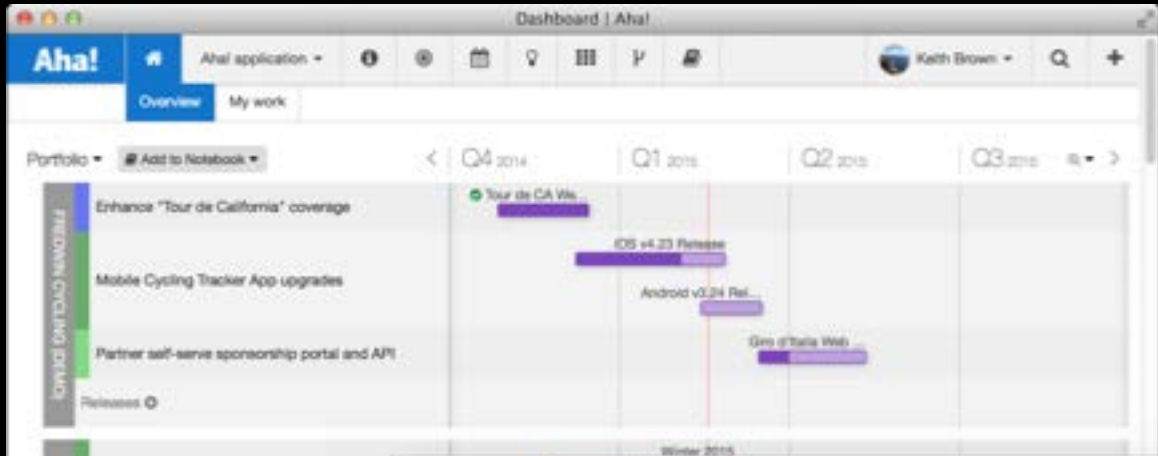 Dashboard | Aha!
Aha! Aha! application Keith Brown
Overview My work
Portfolio Add to Notebook Q4 2014 Q1 2015 Q2 2015 Q3 2015
FREDWIN CYCLING (DEMO)
Enhance "Tour de California" coverage
Tour de CA We...
Mobile Cycling Tracker App upgrades
iOS v4.23 Release
Android v3.24 Rel...
Partner self-serve sponsorship portal and API
Giro d'Italia Web ...
Releases
Winter 2015